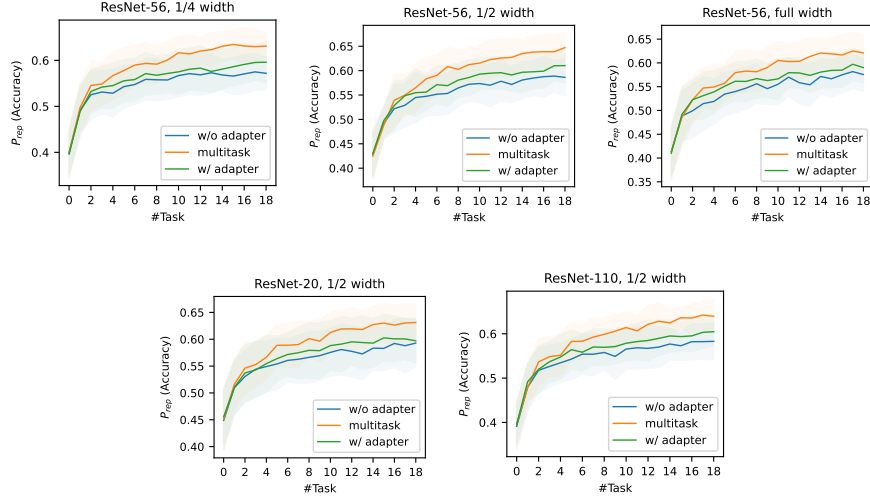 ResNet-56, 1/4 width
P_rep (Accuracy)
0.6
0.5
0.4
w/o adapter
multitask
w/ adapter
0 2 4 6 8 10 12 14 16 18
#Task
ResNet-56, 1/2 width
P_rep (Accuracy)
0.65
0.60
0.55
0.50
0.45
0.40
w/o adapter
multitask
w/ adapter
0 2 4 6 8 10 12 14 16 18
#Task
ResNet-56, full width
P_rep (Accuracy)
0.65
0.60
0.55
0.50
0.45
0.40
0.35
w/o adapter
multitask
w/ adapter
0 2 4 6 8 10 12 14 16 18
#Task
ResNet-20, 1/2 width
P_rep (Accuracy)
0.65
0.60
0.55
0.50
0.45
0.40
w/o adapter
multitask
w/ adapter
0 2 4 6 8 10 12 14 16 18
#Task
ResNet-110, 1/2 width
P_rep (Accuracy)
0.6
0.5
0.4
w/o adapter
multitask
w/ adapter
0 2 4 6 8 10 12 14 16 18
#Task